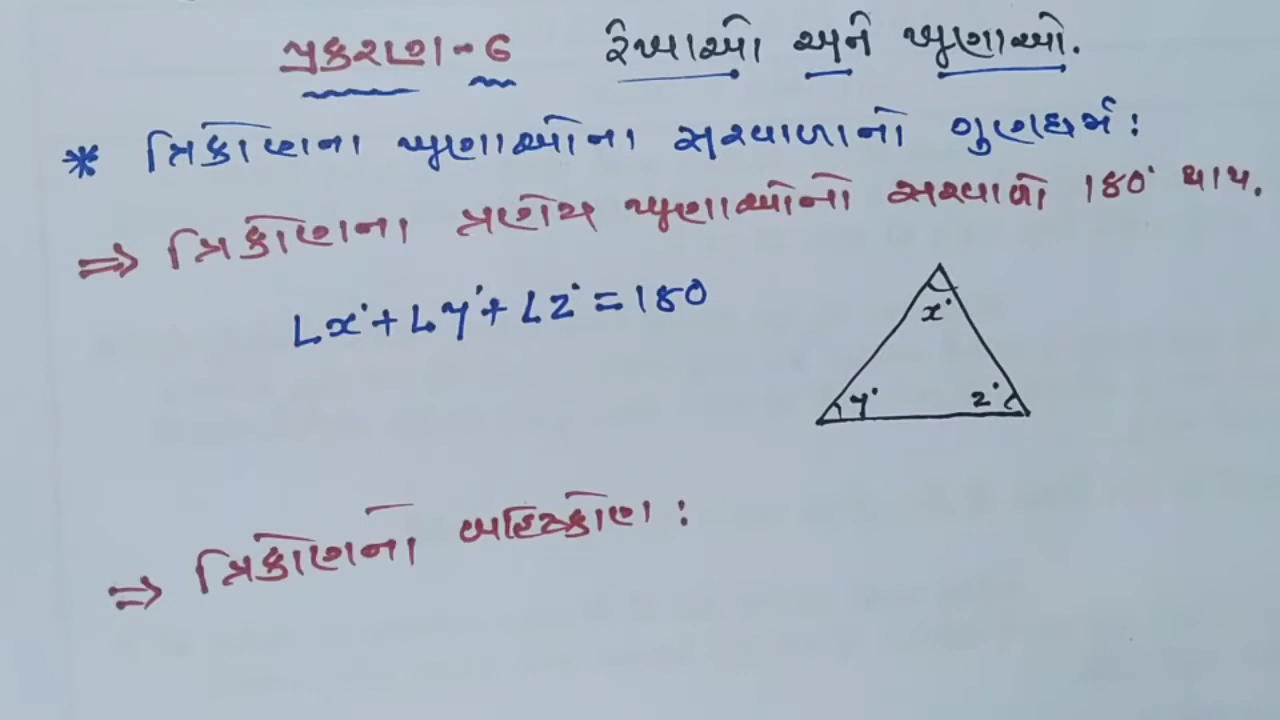 પ્રકરણ - 6 રેખાઓ અને ખૂણાઓ.
* ત્રિકોણના ખૂણાઓના સરવાળાનો ગુણધર્મ :
⇒ ત્રિકોણના ત્રણેય ખૂણાઓનો સરવાળો 180° થાય.
∠x° + ∠y° + ∠z° = 180
x°
y° z°
⇒ ત્રિકોણનો બહિષ્કોણ :